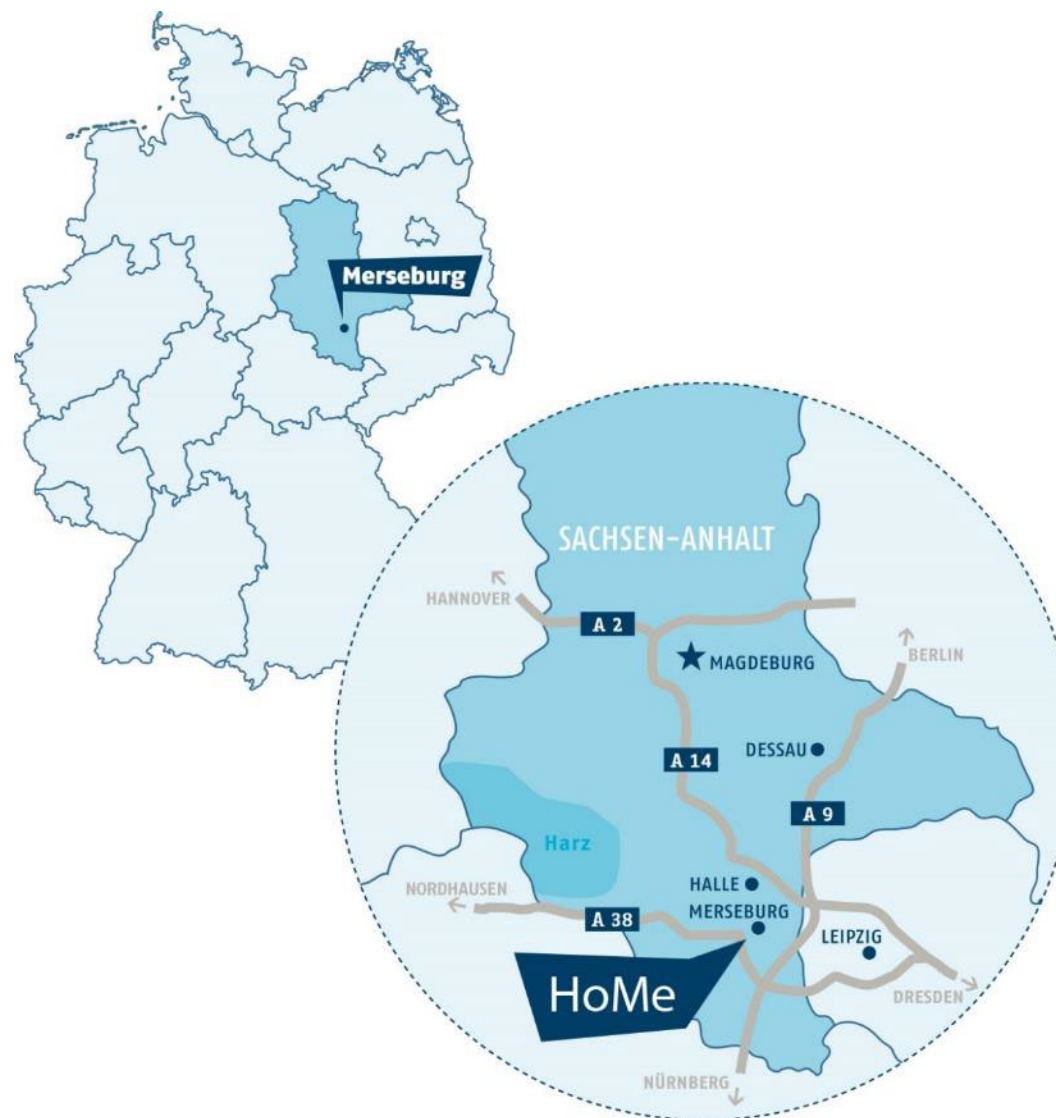 Merseburg
SACHSEN-ANHALT
HANNOVER
A 2
MAGDEBURG
BERLIN
DESSAU
A 14
A 9
Harz
HALLE
NORDHAUSEN
MERSEBURG
A 38
LEIPZIG
HoMe
DRESDEN
NÜRNBERG